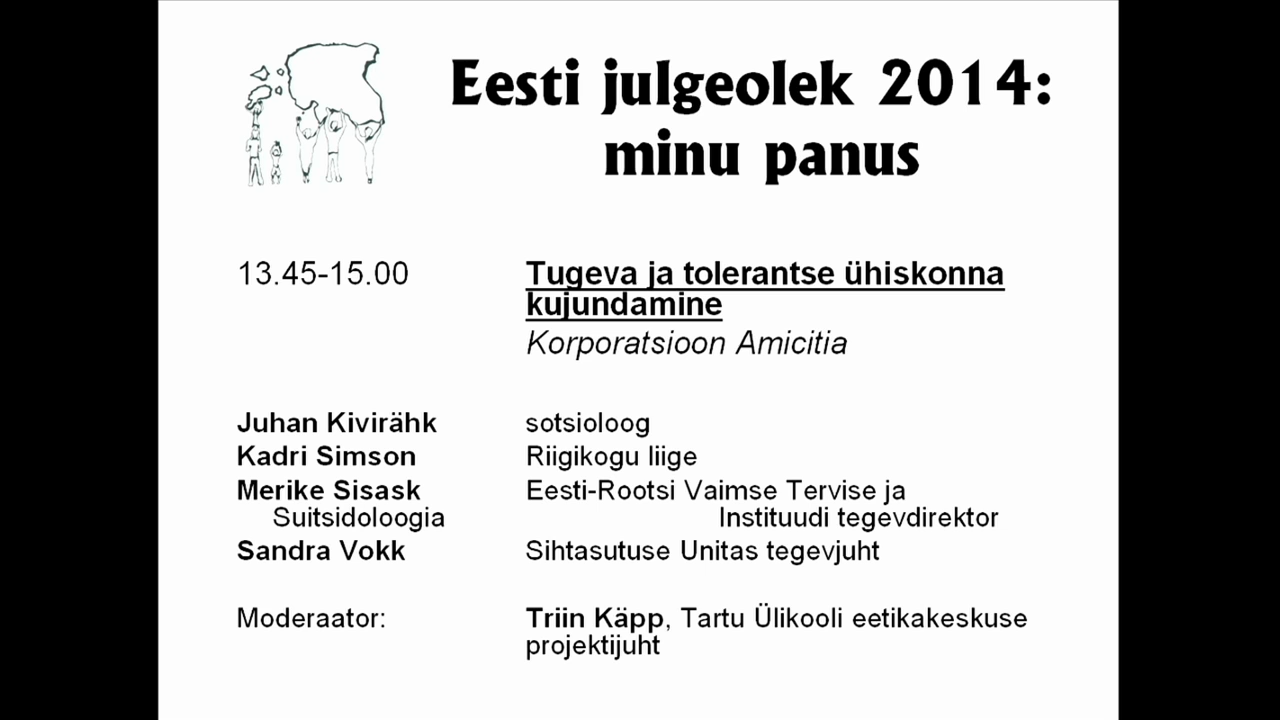 Eesti julgeolek 2014:
minu panus
13.45-15.00 Tugeva ja tolerantse ühiskonna
kujundamine
Korporatsioon Amicitia
Juhan Kivirähk sotsioloog
Kadri Simson Riigikogu liige
Merike Sisask Eesti-Rootsi Vaimse Tervise ja
Suitsidoloogia Instituudi tegevdirektor
Sandra Vokk Sihtasutuse Unitas tegevjuht
Moderaator: Triin Käpp, Tartu Ülikooli eetikakeskuse
projektijuht